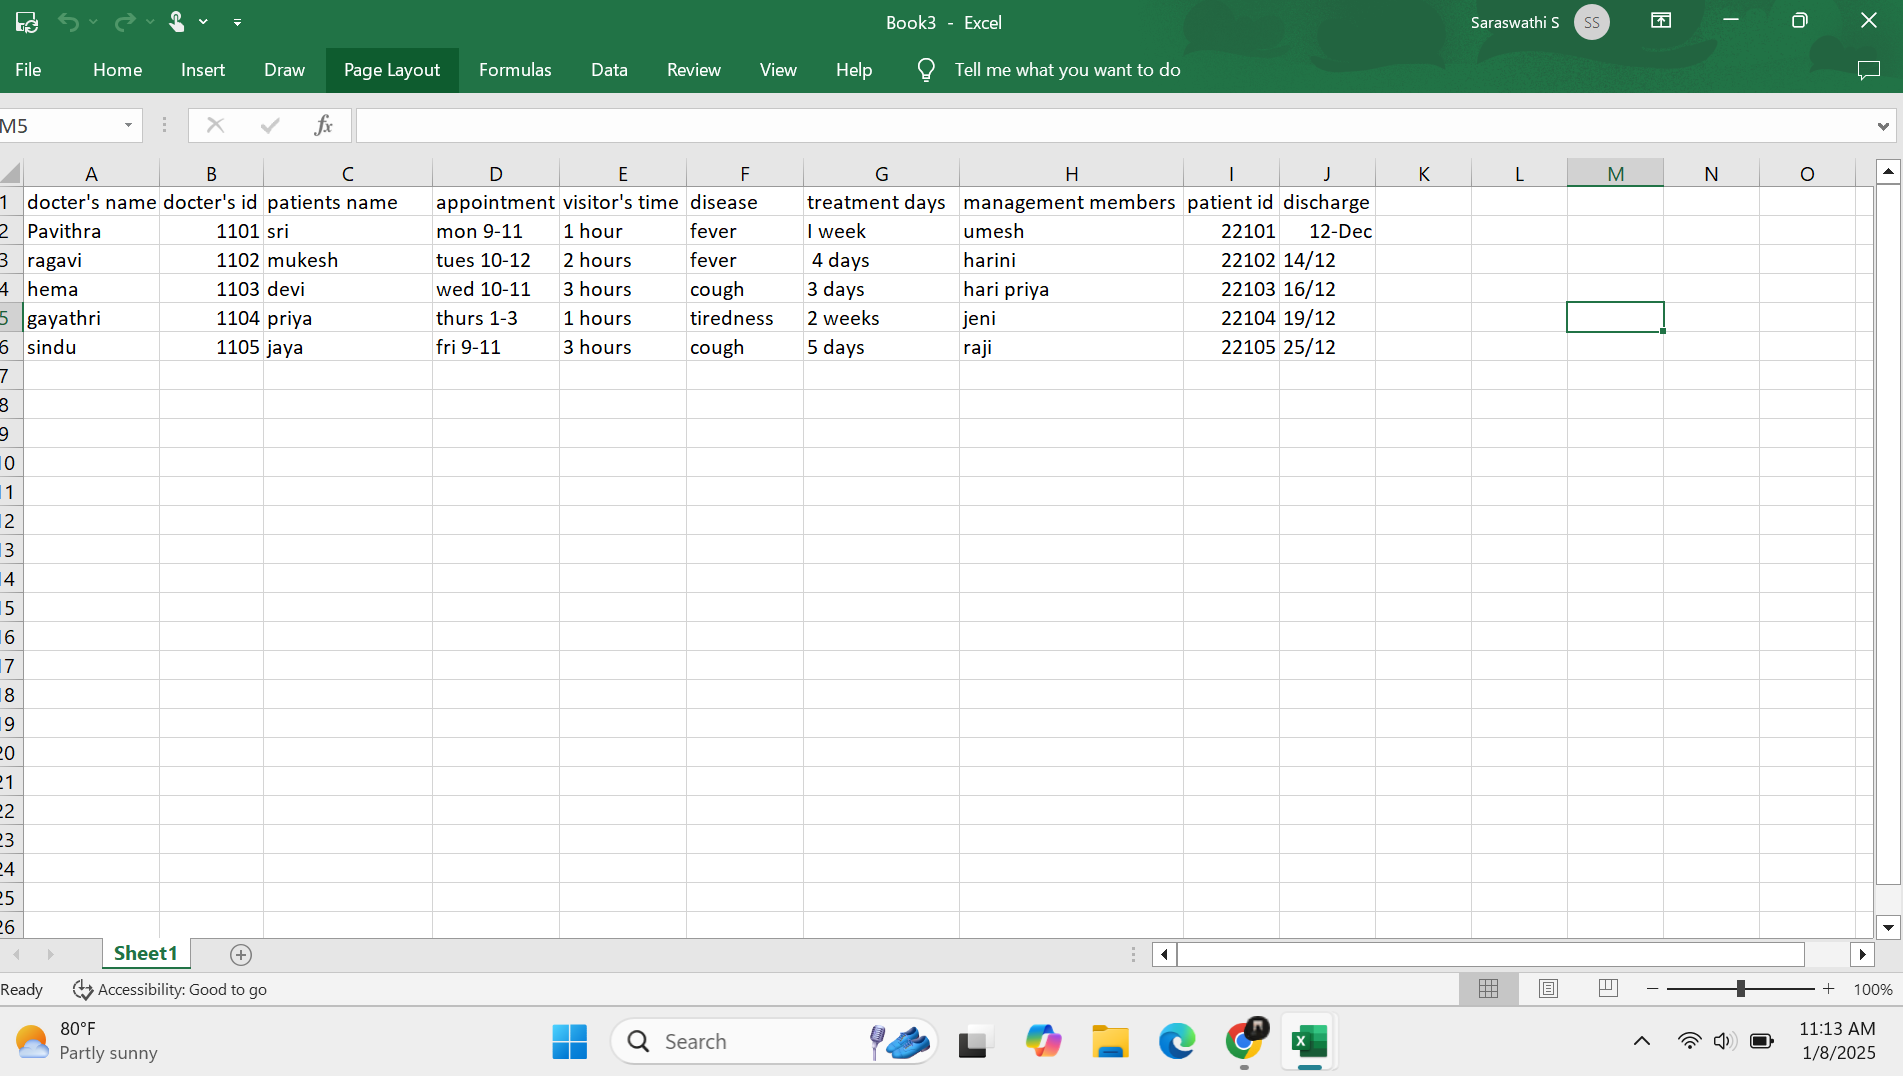 Book3 - Excel
Saraswathi S
SS
File Home Insert Draw Page Layout Formulas Data Review View Help Tell me what you want to do
M5
fx
A B C D E F G H I J K L M N O
1 docter's name docter's id patients name appointment visitor's time disease treatment days management members patient id discharge
2 Pavithra 1101 sri mon 9-11 1 hour fever I week umesh 22101 12-Dec
3 ragavi 1102 mukesh tues 10-12 2 hours fever 4 days harini 22102 14/12
4 hema 1103 devi wed 10-11 3 hours cough 3 days hari priya 22103 16/12
5 gayathri 1104 priya thurs 1-3 1 hours tiredness 2 weeks jeni 22104 19/12
6 sindu 1105 jaya fri 9-11 3 hours cough 5 days raji 22105 25/12
7
8
9
10
11
12
13
14
15
16
17
18
19
20
21
22
23
24
25
26
Sheet1
Ready Accessibility: Good to go 100%
80°F
Partly sunny
Search
11:13 AM
1/8/2025